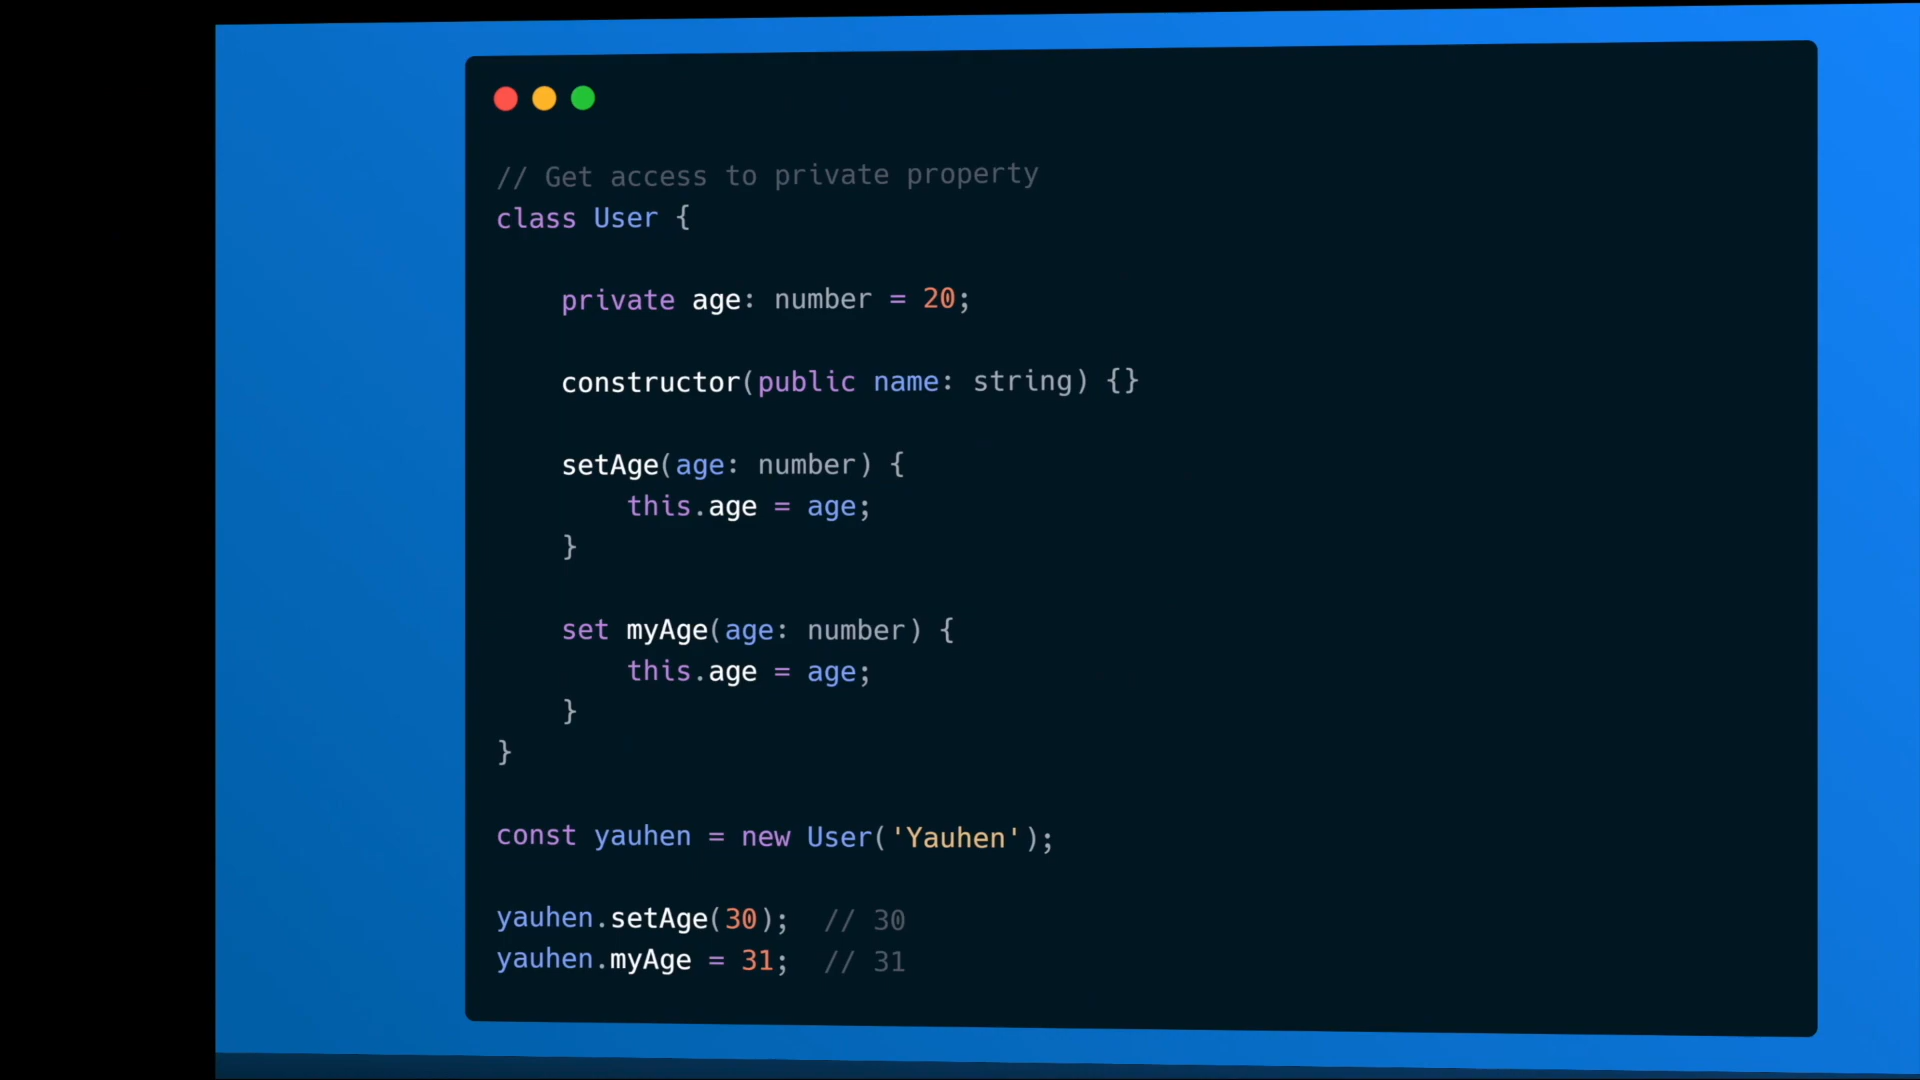 // Get access to private property
class User {
private age: number = 20;
constructor(public name: string) {}
setAge(age: number) {
this.age = age;
}
set myAge(age: number) {
this.age = age;
}
}
const yauhen = new User('Yauhen');
yauhen.setAge(30); // 30
yauhen.myAge = 31; // 31